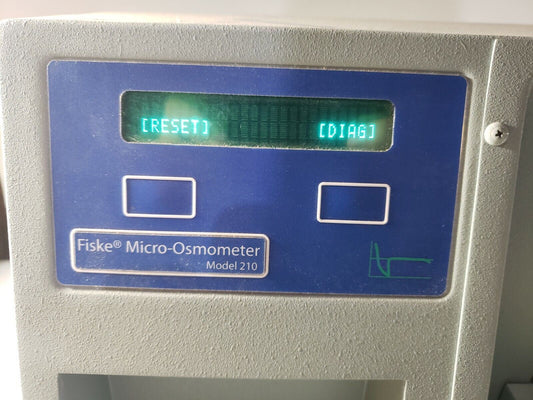 [RESET] [DIAG]
Fiske® Micro-Osmometer
Model 210